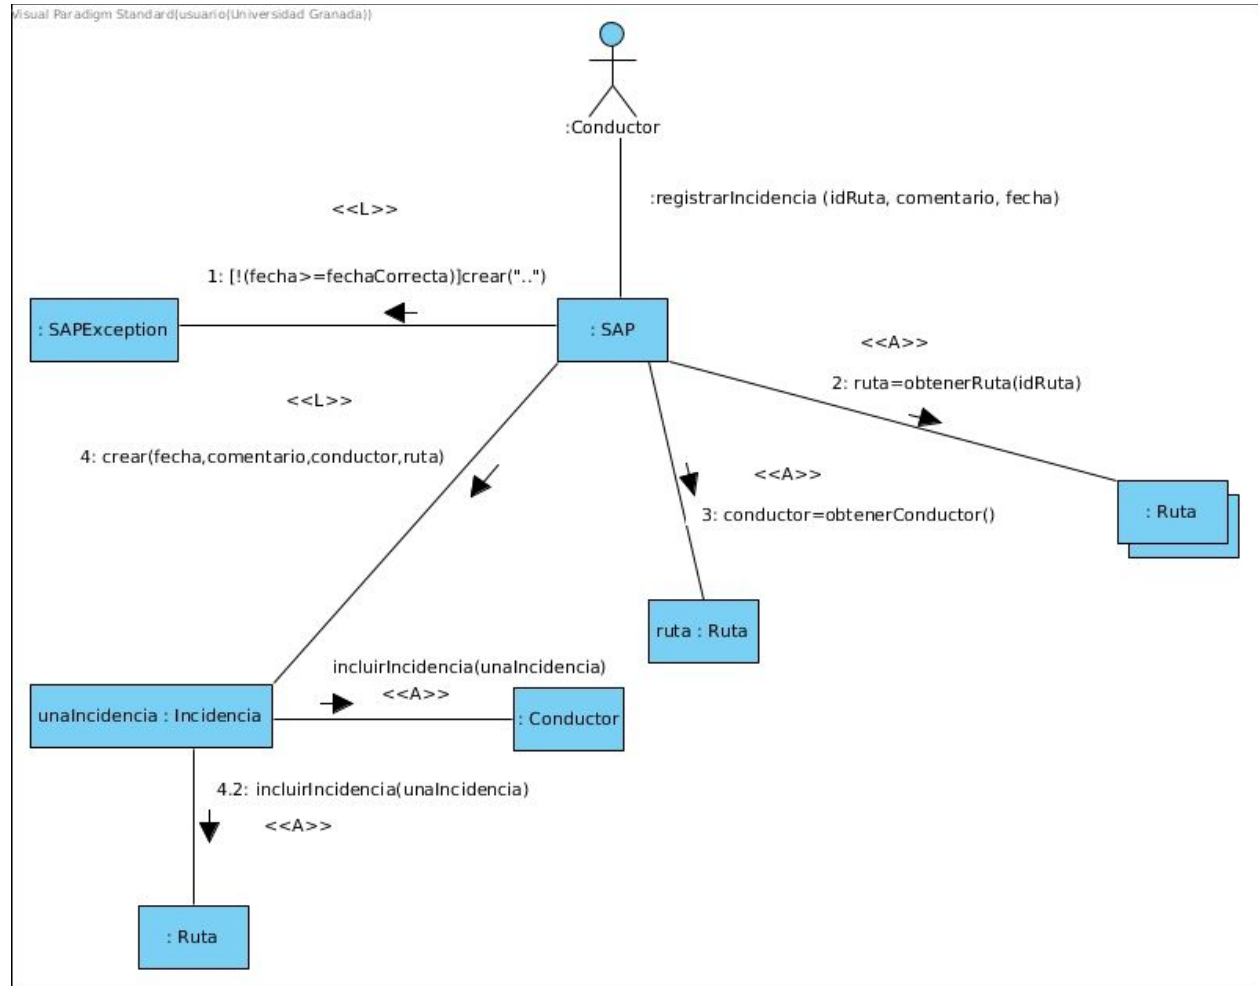 Visual Paradigm Standard(usuario(Universidad Granada))
:Conductor
:registrarIncidencia (idRuta, comentario, fecha)
<<L>>
1: [!(fecha>=fechaCorrecta)]crear("..")
: SAPException
: SAP
<<A>>
2: ruta=obtenerRuta(idRuta)
<<L>>
4: crear(fecha,comentario,conductor,ruta)
<<A>>
3: conductor=obtenerConductor()
: Ruta
ruta : Ruta
incluirIncidencia(unaIncidencia)
<<A>>
unaIncidencia : Incidencia
: Conductor
4.2: incluirIncidencia(unaIncidencia)
<<A>>
: Ruta